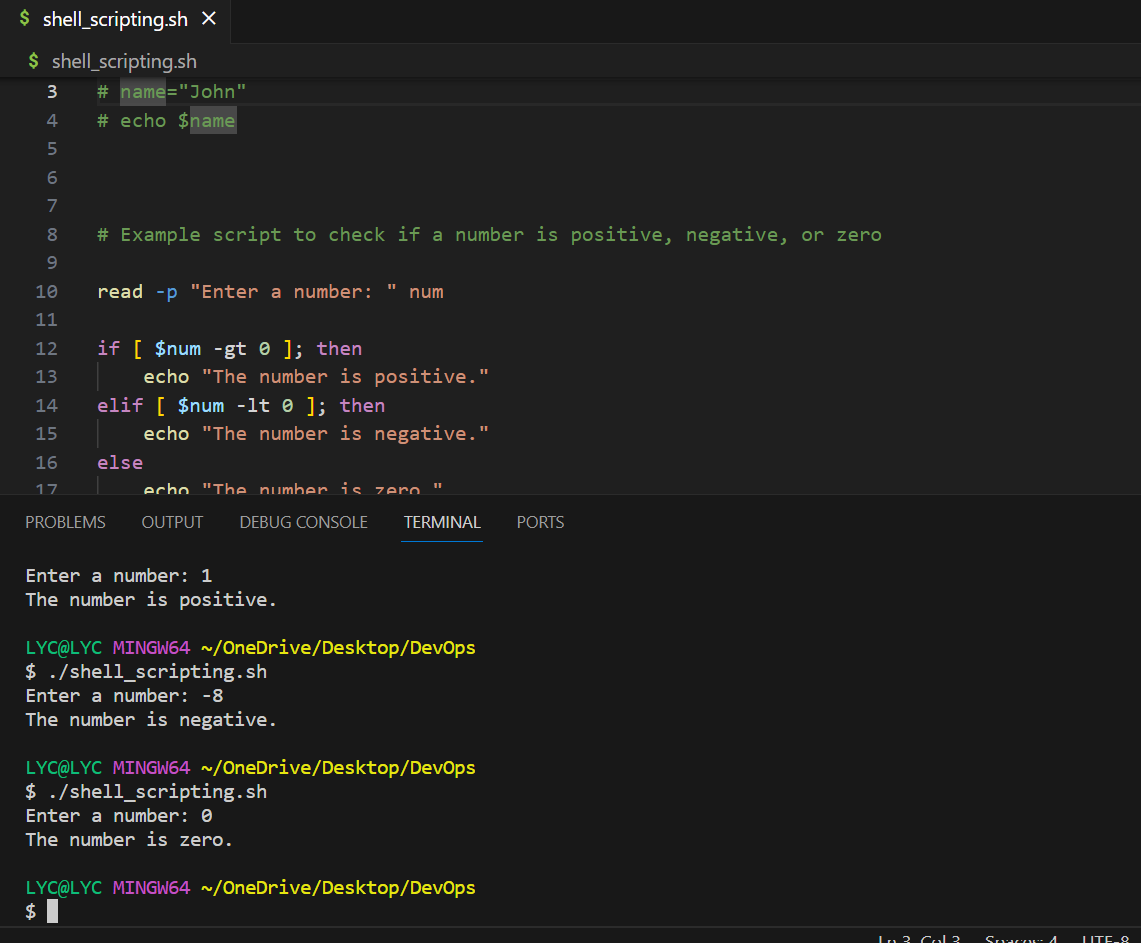 $ shell_scripting.sh ×
$ shell_scripting.sh
3 # name="John"
4 # echo $name
5
6
7
8 # Example script to check if a number is positive, negative, or zero
9
10 read -p "Enter a number: " num
11
12 if [ $num -gt 0 ]; then
13 echo "The number is positive."
14 elif [ $num -lt 0 ]; then
15 echo "The number is negative."
16 else
17 echo "The number is zero."
PROBLEMS OUTPUT DEBUG CONSOLE TERMINAL PORTS
Enter a number: 1
The number is positive.
LYC@LYC MINGW64 ~/OneDrive/Desktop/DevOps
$ ./shell_scripting.sh
Enter a number: -8
The number is negative.
LYC@LYC MINGW64 ~/OneDrive/Desktop/DevOps
$ ./shell_scripting.sh
Enter a number: 0
The number is zero.
LYC@LYC MINGW64 ~/OneDrive/Desktop/DevOps
$
Ln 3, Col 3 Spaces: 4 UTF-8